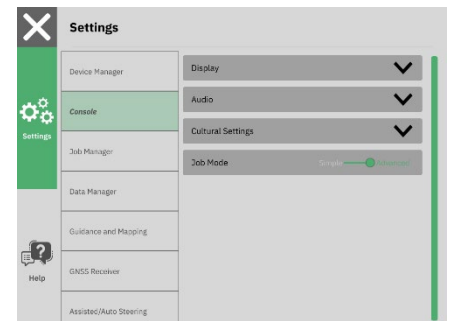 Settings
Device Manager
Display
Audio
Console
Settings
Cultural Settings
Job Manager
Job Mode
Simple
Advanced
Data Manager
Guidance and Mapping
Help
GNSS Receiver
Assisted/Auto Steering